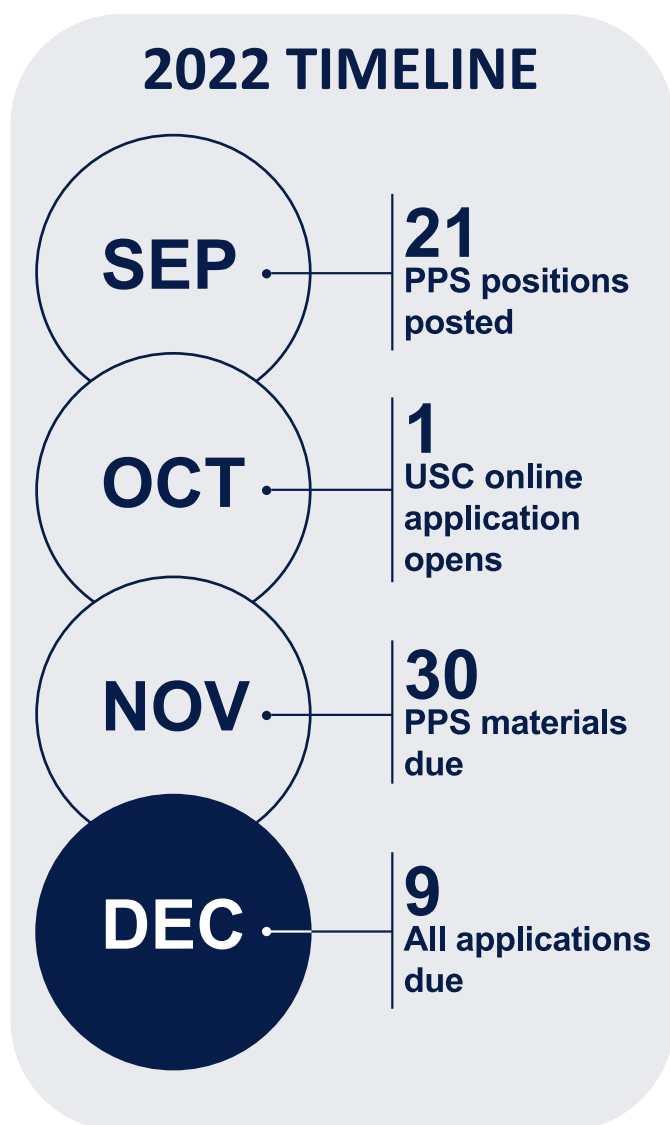 2022 TIMELINE
SEP
21
PPS positions
posted
OCT
1
USC online
application
opens
NOV
30
PPS materials
due
DEC
9
All applications
due